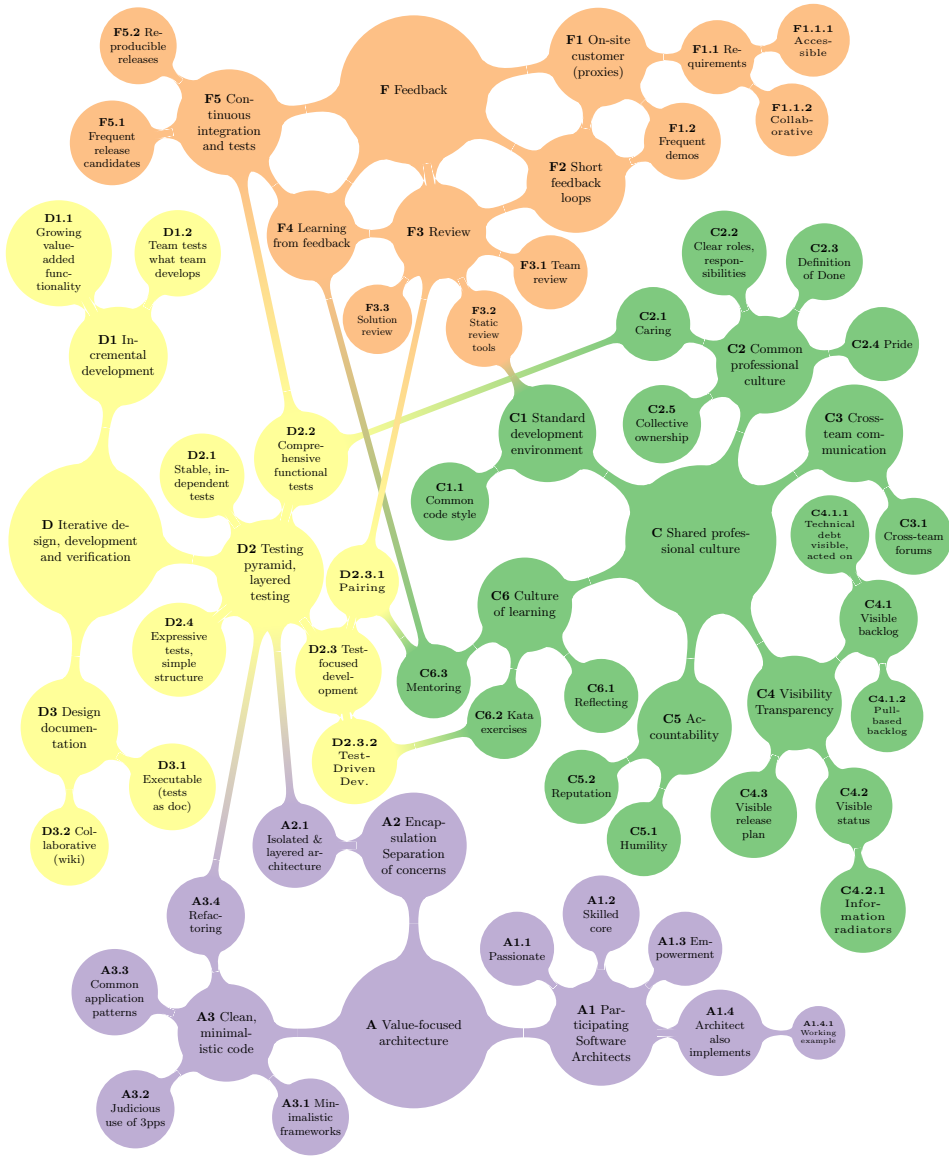 F Feedback
F1 On-site
customer
(proxies)
F1.1 Re-
quirements
F1.1.1
Acces-
sible
F1.1.2
Collab-
orative
F1.2
Frequent
demos
F2 Short
feedback
loops
F3 Review
F3.1 Team
review
F3.2
Static
review
tools
F3.3
Solution
review
F4 Learning
from feedback
F5 Con-
tinuous
integration
and tests
F5.2 Re-
producible
releases
F5.1
Frequent
release
candidates
D1.1
Growing
value-
added
func-
tionality
D1.2
Team tests
what team
develops
D1 In-
cremental
development
D Iterative de-
sign, development
and verification
D2.1
Stable, in-
dependent
tests
D2.2
Compre-
hensive
functional
tests
D2 Testing
pyramid,
layered
testing
D2.3.1
Pairing
D2.3 Test-
focused
devel-
opment
D2.3.2
Test-
Driven
Dev.
D2.4
Expressive
tests,
simple
structure
D3 Design
documen-
tation
D3.1
Executable
(tests
as doc)
D3.2 Col-
laborative
(wiki)
C2.2
Clear roles,
respon-
sibilities
C2.3
Definition
of Done
C2.1
Caring
C2 Common
professional
culture
C2.4 Pride
C2.5
Collective
ownership
C1 Standard
development
environment
C1.1
Common
code style
C3 Cross-
team com-
munication
C3.1
Cross-team
forums
C Shared profes-
sional culture
C4.1.1
Technical
debt
visible,
acted on
C4.1
Visible
backlog
C4.1.2
Pull-
based
backlog
C4 Visibility
Transparency
C4.2
Visible
status
C4.2.1
Infor-
mation
radiators
C4.3
Visible
release
plan
C5 Ac-
countability
C5.2
Reputation
C5.1
Humility
C6 Culture
of learning
C6.1
Reflecting
C6.2 Kata
exercises
C6.3
Mentoring
A2.1
Isolated &
layered ar-
chitecture
A2 Encap-
sulation
Separation
of concerns
A3.4
Refac-
toring
A3.3
Common
application
patterns
A3 Clean,
minimal-
istic code
A3.2
Judicious
use of 3pps
A3.1 Min-
imalistic
frameworks
A Value-focused
architecture
A1.1
Passionate
A1.2
Skilled
core
A1.3 Em-
powerment
A1 Par-
ticipating
Software
Architects
A1.4
Architect
also
implements
A1.4.1
Working
example